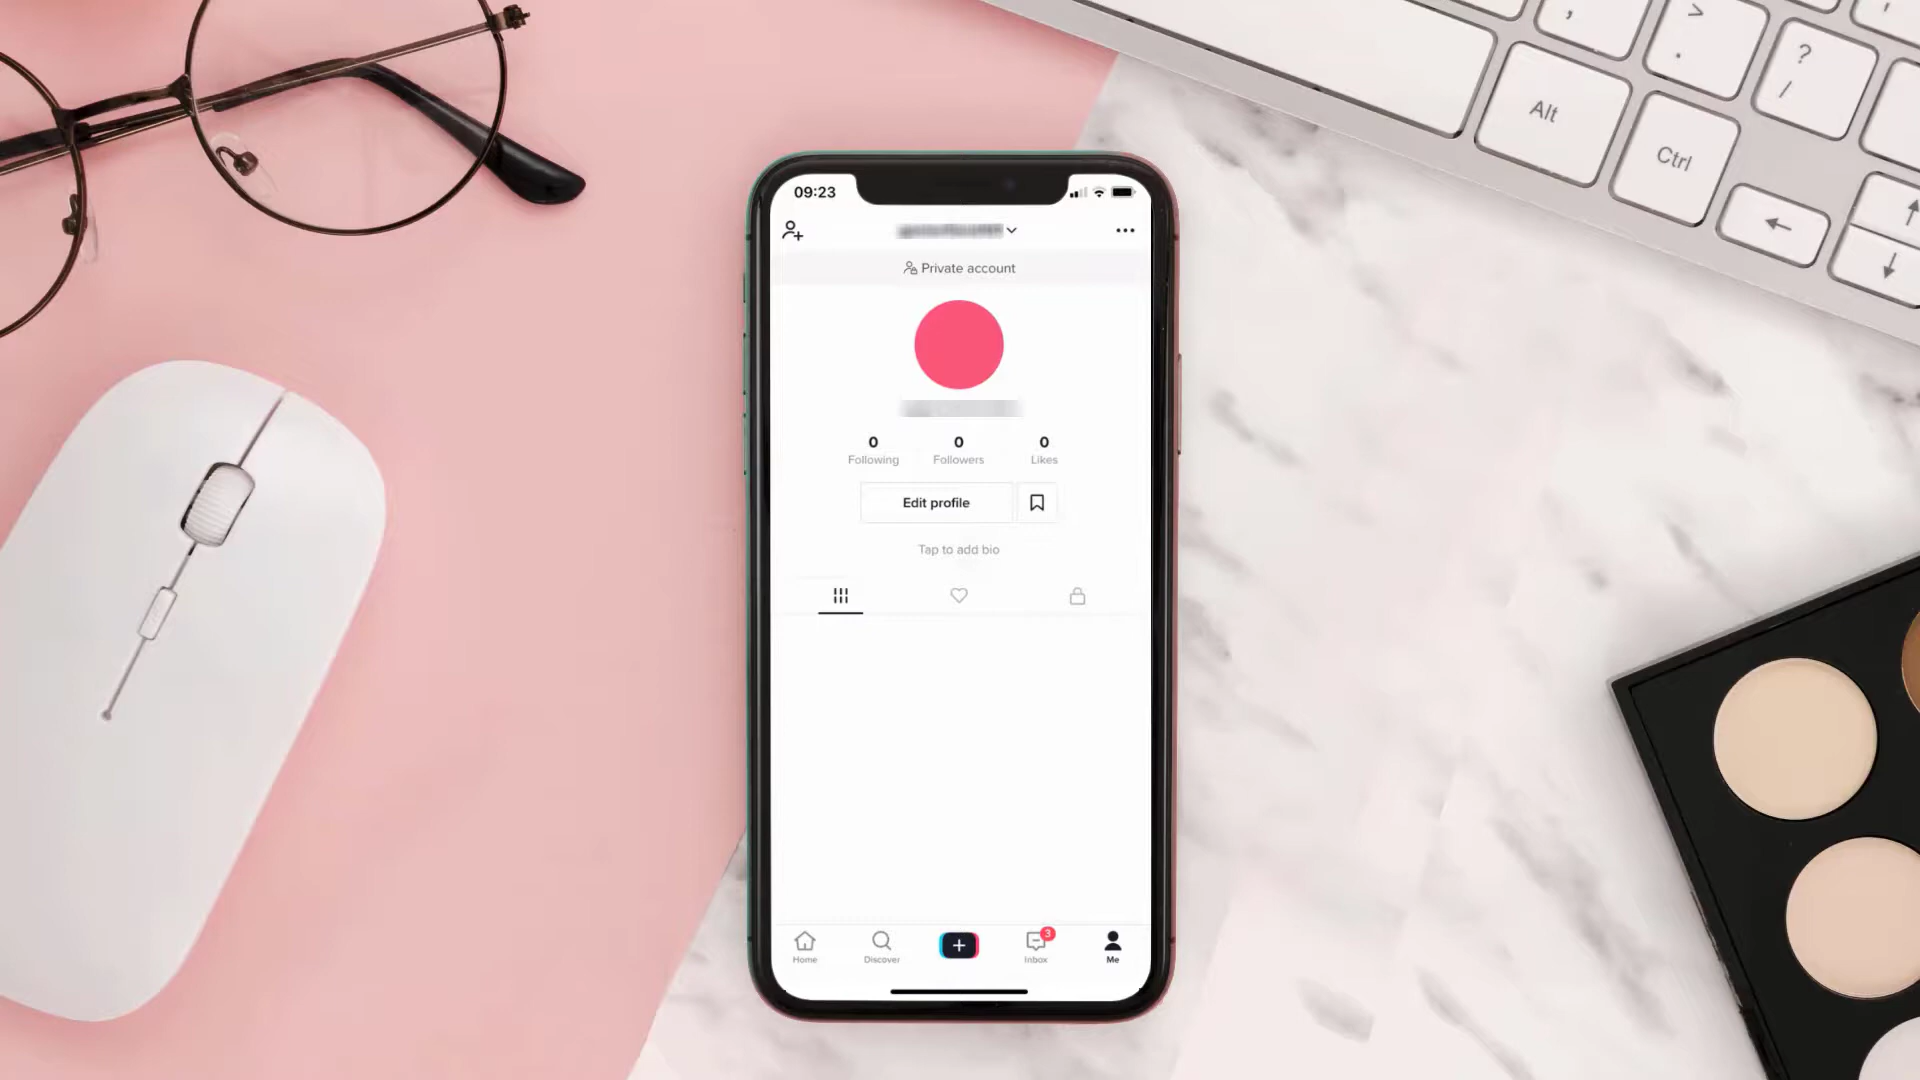 , > . ? /
Alt
Ctrl
09:23
Private account
0 0 0
Following Followers Likes
Edit profile
Tap to add bio
3
Home Discover Inbox Me